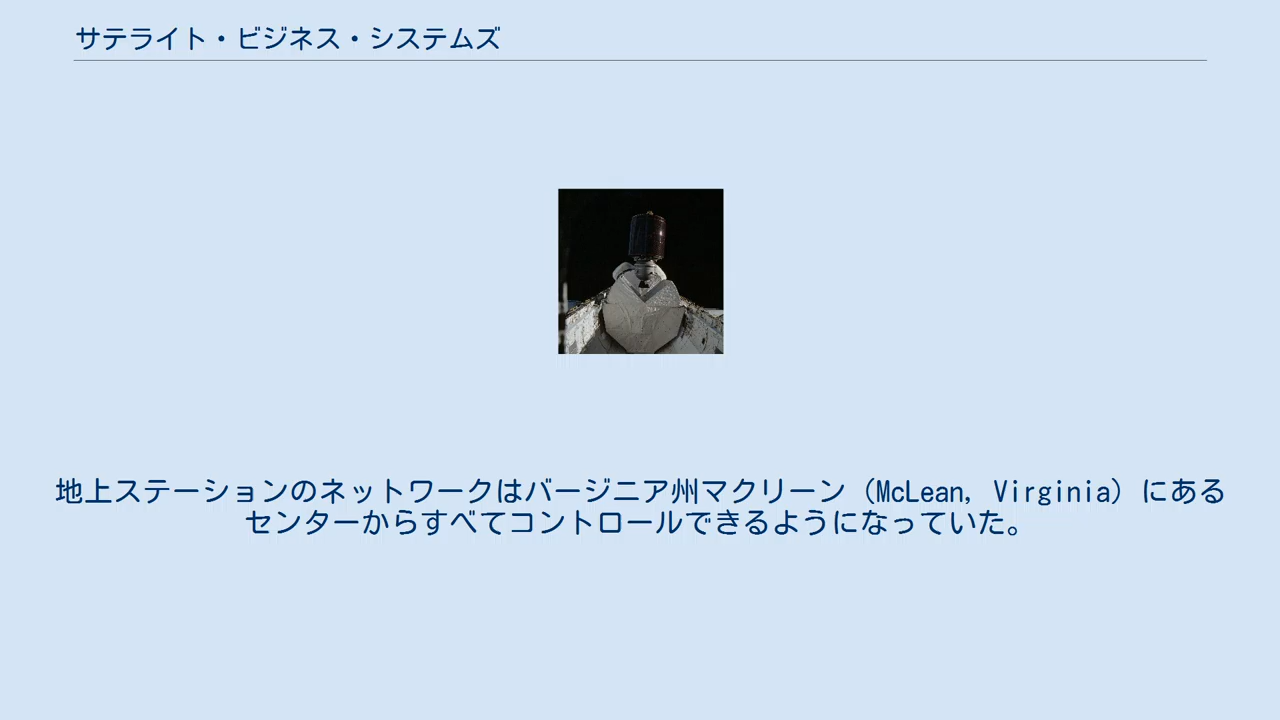 サテライト・ビジネス・システムズ
地上ステーションのネットワークはバージニア州マクリーン (McLean, Virginia) にある
センターからすべてコントロールできるようになっていた。